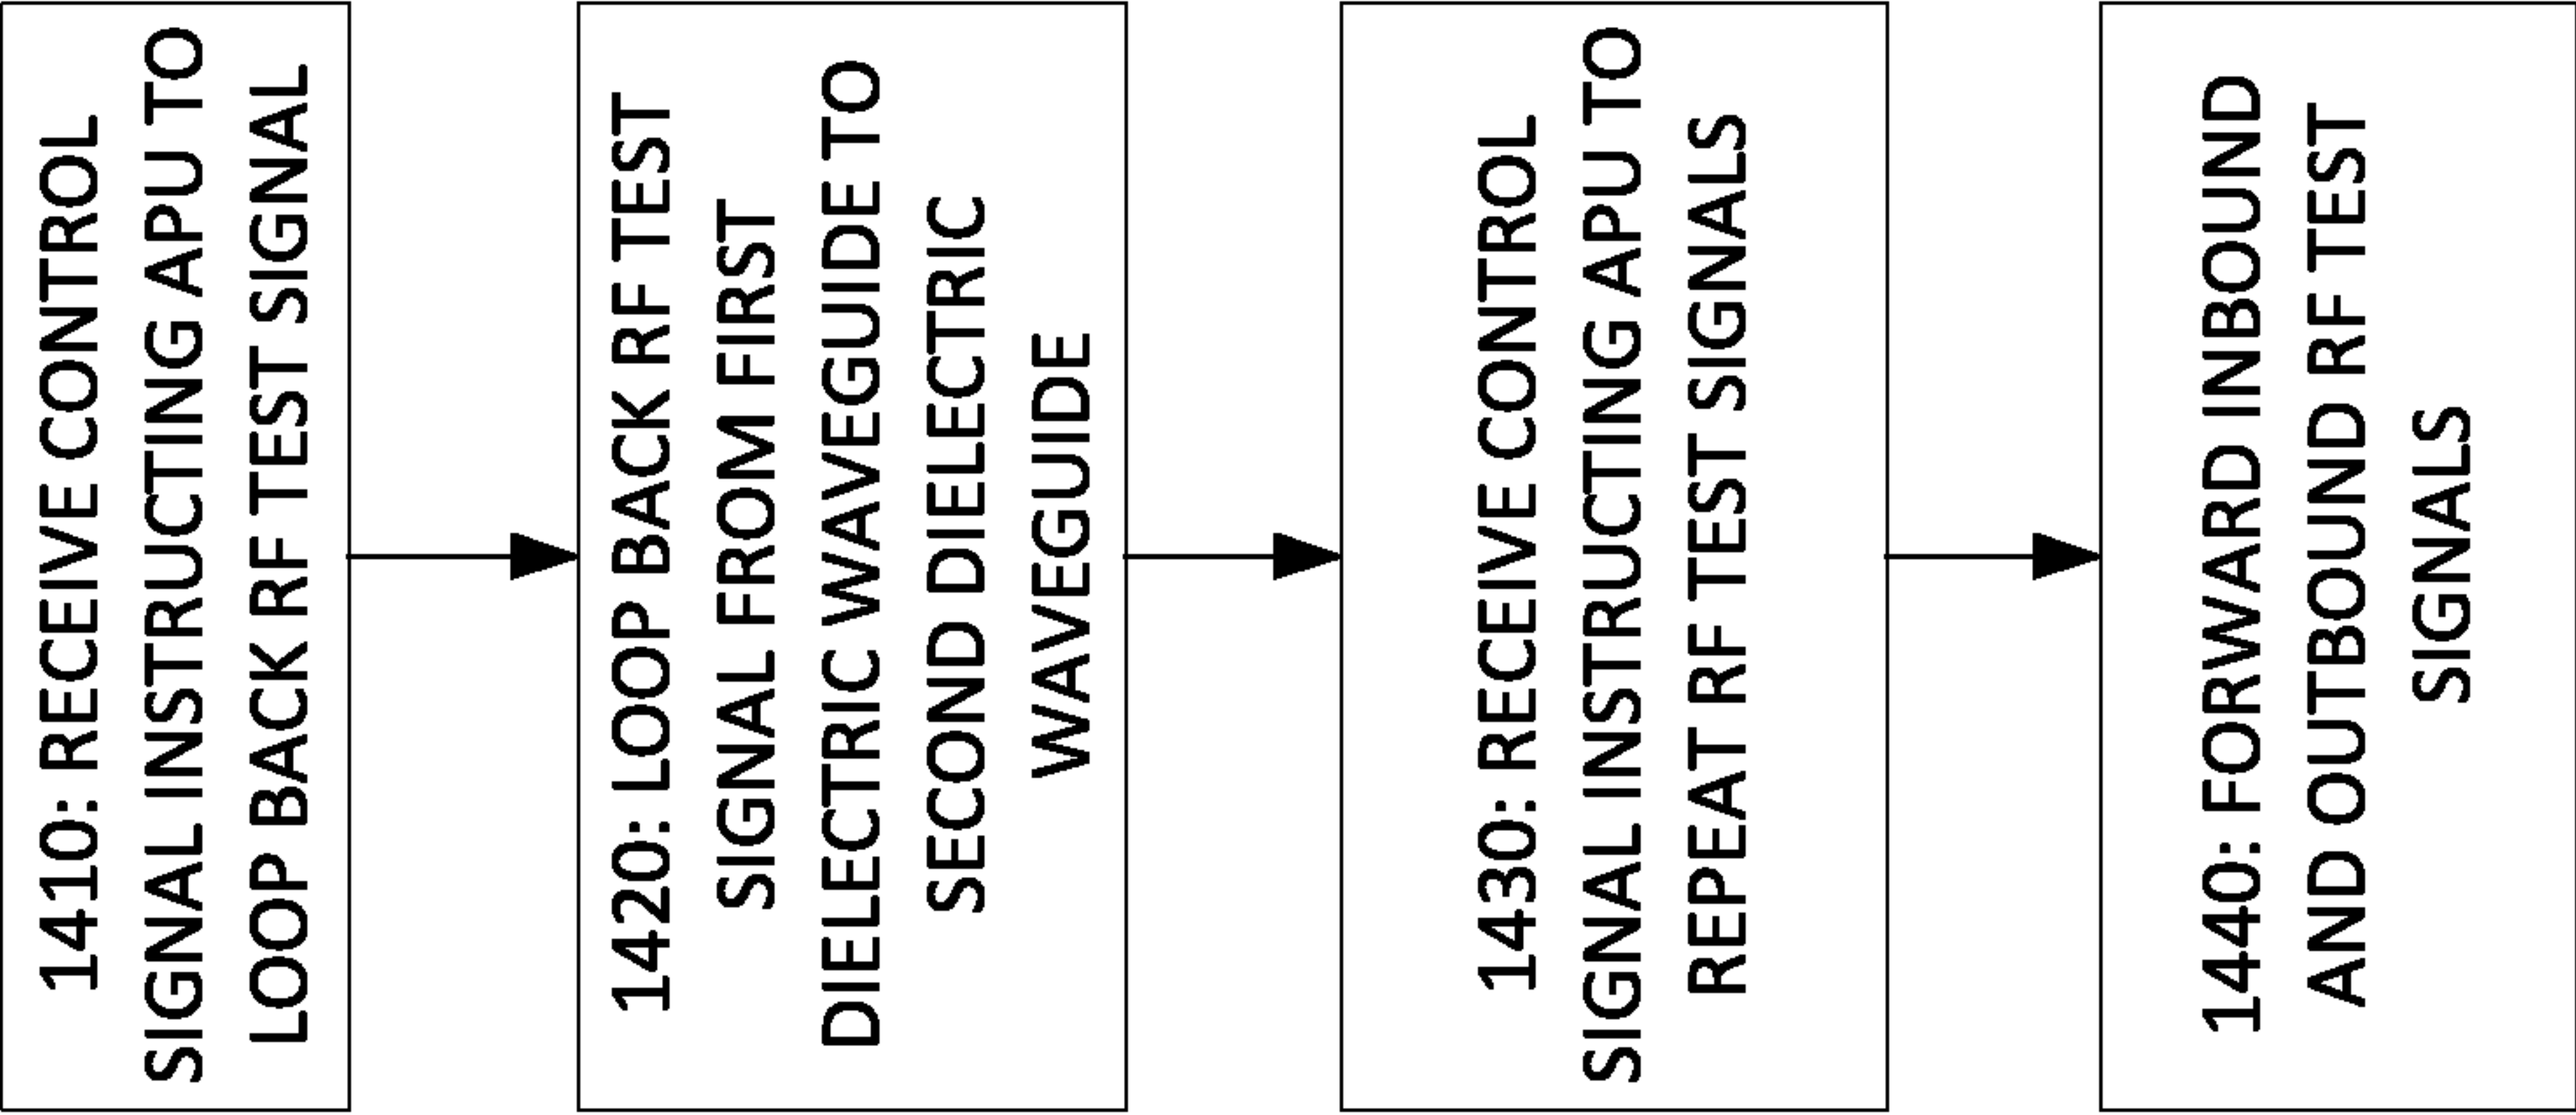 1410: RECEIVE CONTROL
SIGNAL INSTRUCTING APU TO
LOOP BACK RF TEST SIGNAL
1420: LOOP BACK RF TEST
SIGNAL FROM FIRST
DIELECTRIC WAVEGUIDE TO
SECOND DIELECTRIC
WAVEGUIDE
1430: RECEIVE CONTROL
SIGNAL INSTRUCTING APU TO
REPEAT RF TEST SIGNALS
1440: FORWARD INBOUND
AND OUTBOUND RF TEST
SIGNALS